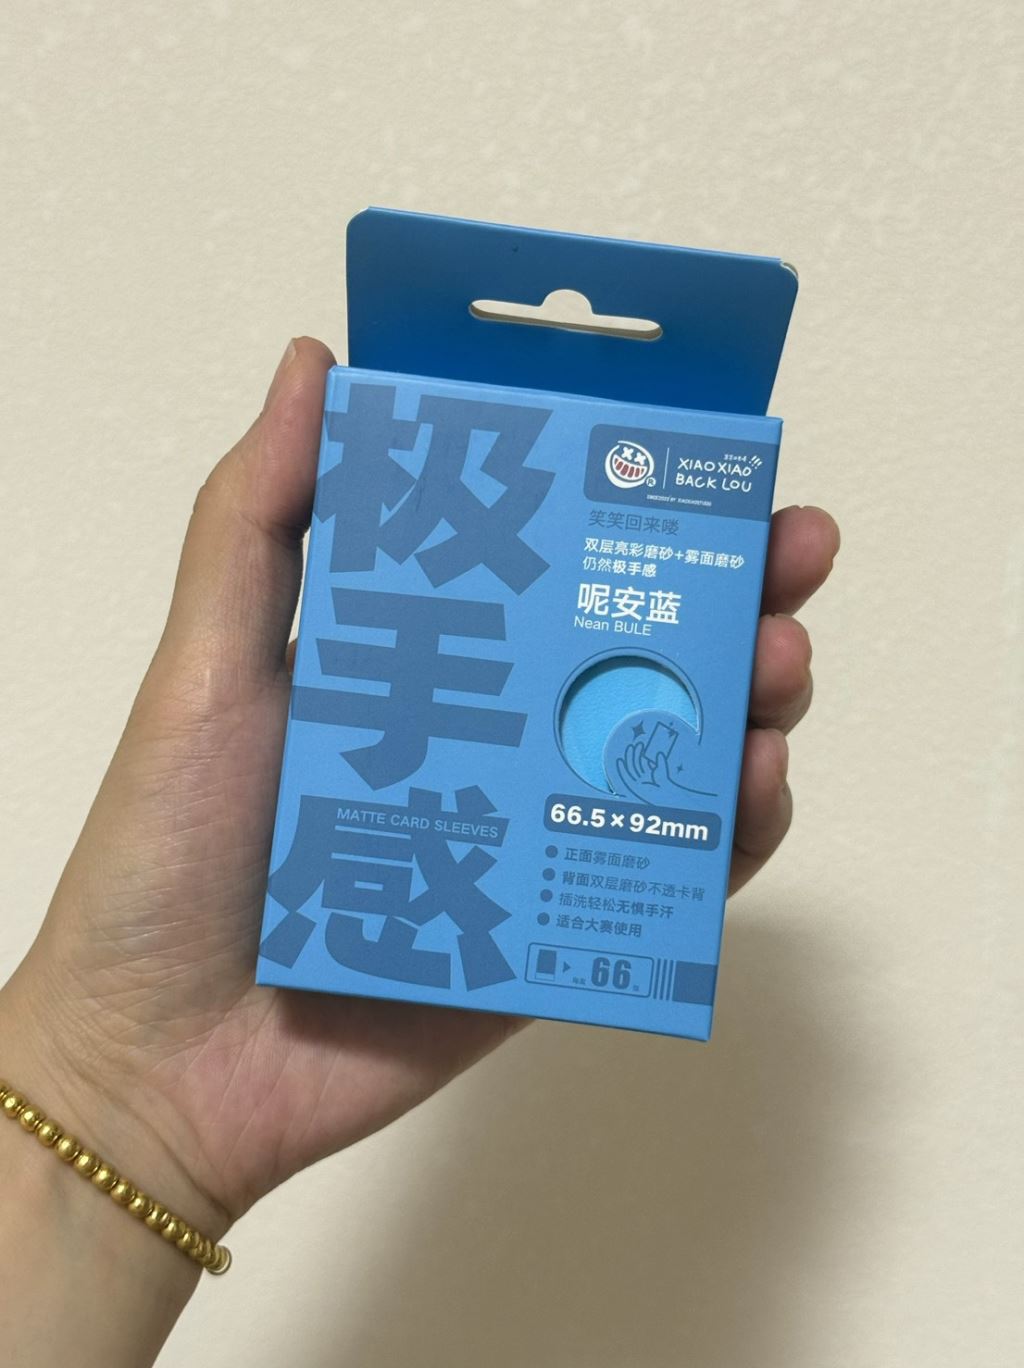 极手感
MATTE CARD SLEEVES
XIAOXIAO
BACK LOU
笑笑回来喽
双层亮彩磨砂+雾面磨砂
仍然极手感
呢安蓝
Nean BULE
66.5×92mm
正面雾面磨砂
背面双层磨砂不透卡背
插洗轻松无惧手汗
适合大赛使用
66